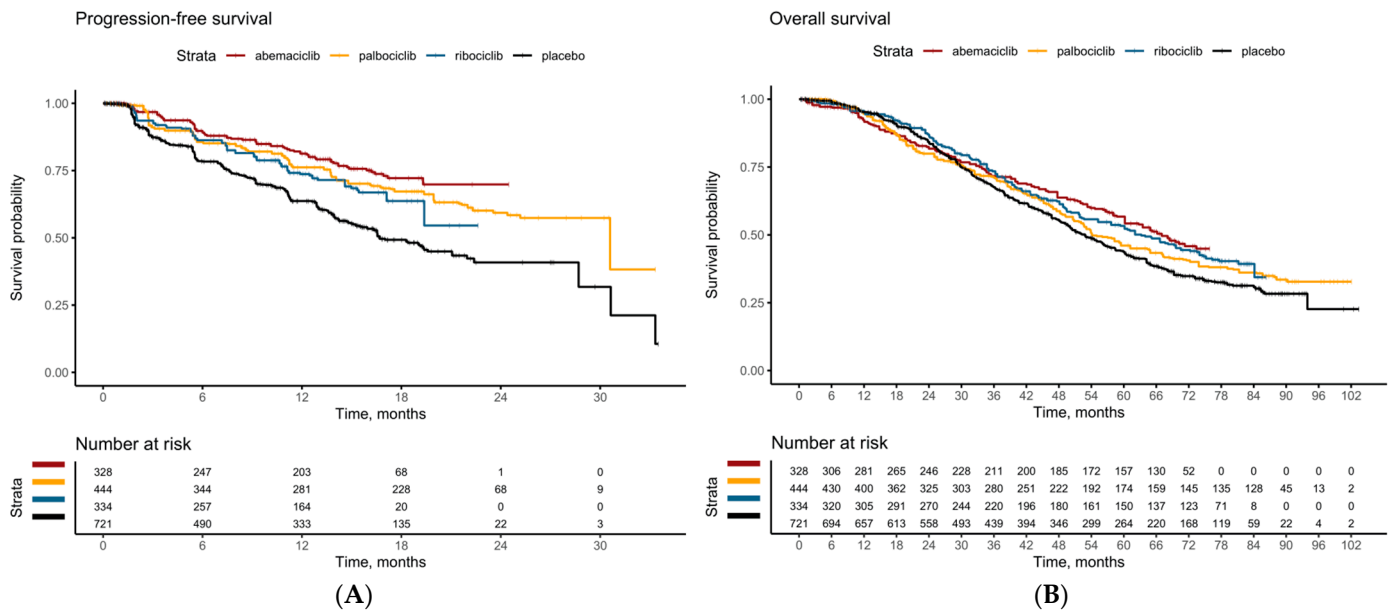 Progression-free survival
Strata abemaciclib palbociclib ribociclib placebo
Survival probability
1.00
0.75
0.50
0.25
0.00
0 6 12 18 24 30
Time, months
Number at risk
Strata
328 247 203 68 1 0
444 344 281 228 68 9
334 257 164 20 0 0
721 490 333 135 22 3
0 6 12 18 24 30
Time, months
(A)
Overall survival
Strata abemaciclib palbociclib ribociclib placebo
Survival probability
1.00
0.75
0.50
0.25
0.00
0 6 12 18 24 30 36 42 48 54 60 66 72 78 84 90 96 102
Time, months
Number at risk
Strata
328 306 281 265 246 228 211 200 185 172 157 130 52 0 0 0 0 0
444 430 400 362 325 303 280 251 222 192 174 159 145 135 128 45 13 2
334 320 305 291 270 244 220 196 180 161 150 137 123 71 8 0 0 0
721 694 657 613 558 493 439 394 346 299 264 220 168 119 59 22 4 2
0 6 12 18 24 30 36 42 48 54 60 66 72 78 84 90 96 102
Time, months
(B)